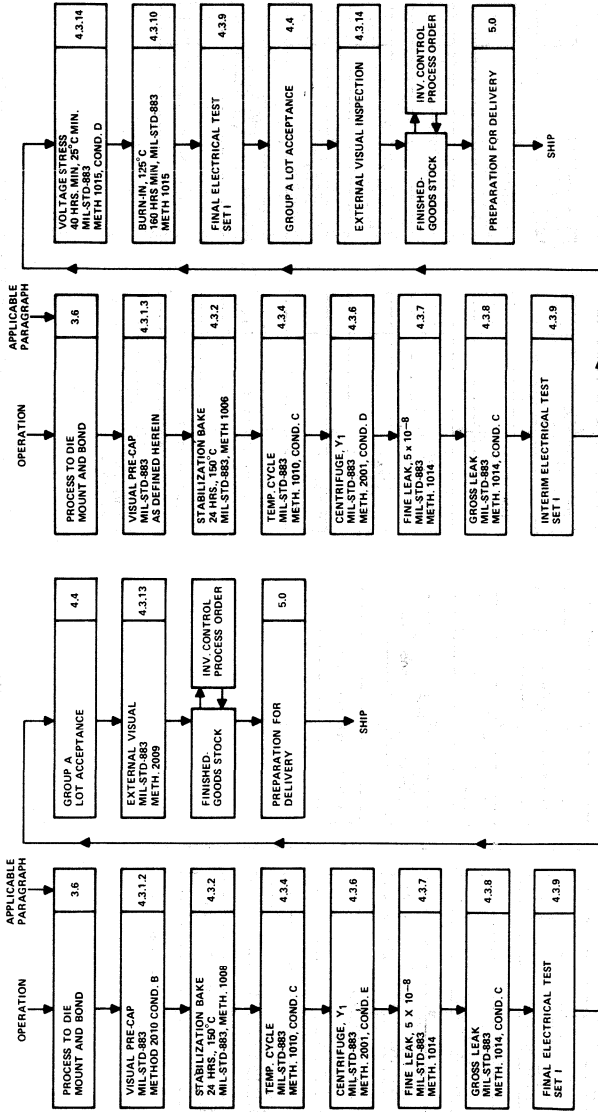 OPERATION
APPLICABLE
PARAGRAPH
PROCESS TO DIE
MOUNT AND BOND
3.6
VISUAL PRE-CAP
MIL-STD-883
METHOD 2010 COND. B
4.3.1.2
STABILIZATION BAKE
24 HRS., 150°C
MIL-STD-883, METH. 1008
4.3.2
TEMP. CYCLE
MIL-STD-883
METH. 1010, COND. C
4.3.4
CENTRIFUGE, Y1
MIL-STD-883
METH. 2001, COND. E
4.3.6
FINE LEAK, 5 X 10−8
MIL-STD-883
METH. 1014
4.3.7
GROSS LEAK
MIL-STD-883
METH. 1014, COND. C
4.3.8
FINAL ELECTRICAL TEST
SET I
4.3.9
GROUP A
LOT ACCEPTANCE
4.4
EXTERNAL VISUAL
MIL-STD-883
METH. 2009
4.3.13
FINISHED-
GOODS STOCK
INV. CONTROL
PROCESS ORDER
PREPARATION FOR
DELIVERY
5.0
SHIP
OPERATION
APPLICABLE
PARAGRAPH
PROCESS TO DIE
MOUNT AND BOND
3.6
VISUAL PRE-CAP
MIL-STD-883
AS DEFINED HEREIN
4.3.1.3
STABILIZATION BAKE
24 HRS., 150°C
MIL-STD-883, METH 1006
4.3.2
TEMP. CYCLE
MIL-STD-883
METH. 1010, COND. C
4.3.4
CENTRIFUGE, Y1
MIL-STD-883
METH. 2001, COND. D
4.3.6
FINE LEAK, 5 x 10−8
MIL-STD-883
METH. 1014
4.3.7
GROSS LEAK
MIL-STD-883
METH. 1014, COND. C
4.3.8
INTERIM ELECTRICAL TEST
SET I
4.3.9
VOLTAGE STRESS
40 HRS. MIN, 25°C MIN.
MIL-STD-883
METH 1015, COND. D
4.3.14
BURN-IN, 125°C
160 HRS MIN, MIL-STD-883
METH 1015
4.3.10
FINAL ELECTRICAL TEST
SET I
4.3.9
GROUP A LOT ACCEPTANCE
4.4
EXTERNAL VISUAL INSPECTION
4.3.14
FINISHED-
GOODS STOCK
INV. CONTROL
PROCESS ORDER
PREPARATION FOR DELIVERY
5.0
SHIP